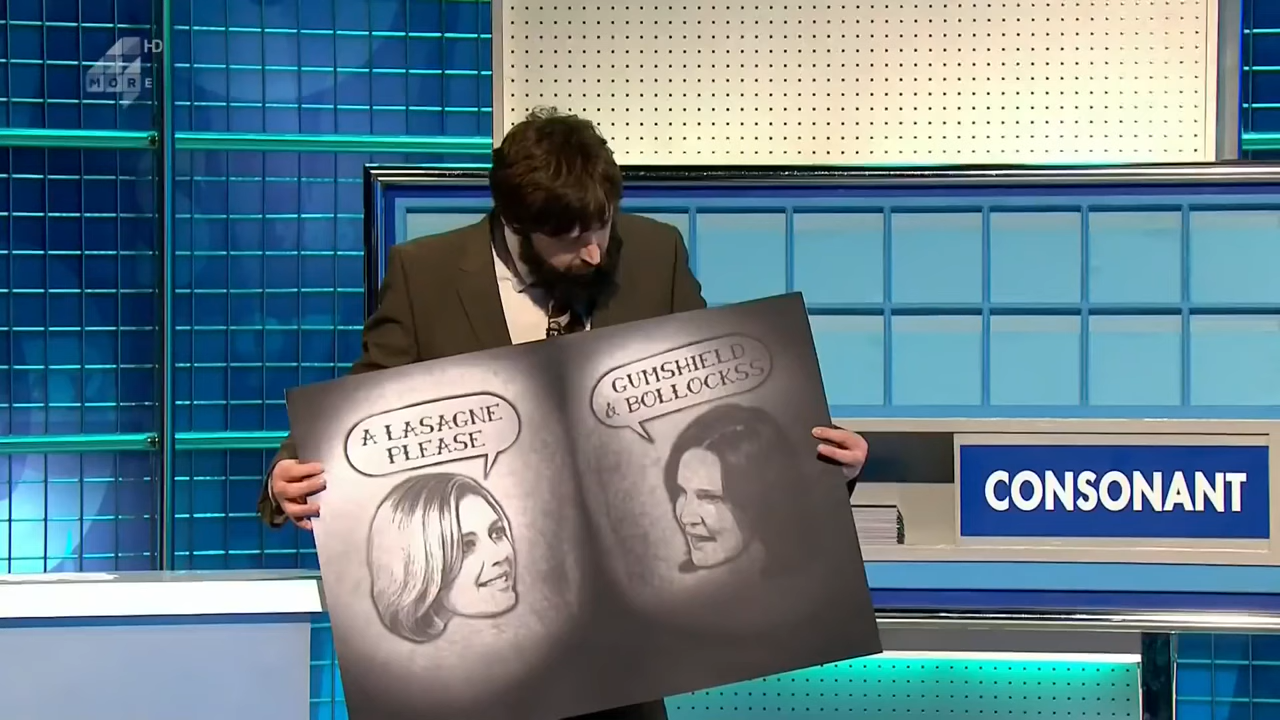 HD
4
MORE
A LASAGNE
PLEASE
GUMSHIELD
& BOLLOCKSS
CONSONANT